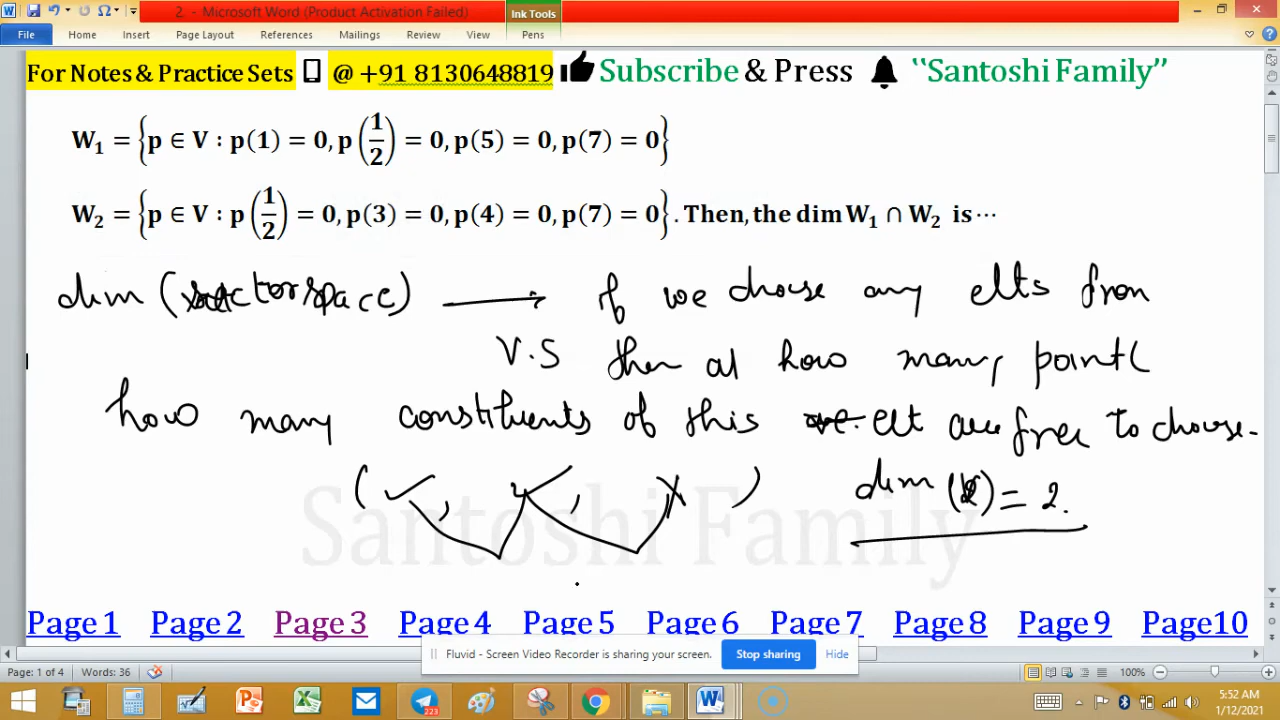 2. - Microsoft Word (Product Activation Failed)
Ink Tools
File Home Insert Page Layout References Mailings Review View Pens
For Notes & Practice Sets @ +91 8130648819 Subscribe & Press "Santoshi Family"
W₁ = {p ∈ V : p(1) = 0, p(1/2) = 0, p(5) = 0, p(7) = 0}
W₂ = {p ∈ V : p(1/2) = 0, p(3) = 0, p(4) = 0, p(7) = 0}. Then, the dim W₁ ∩ W₂ is ⋯
dim (vector space) → if we choose any elts from
V.S then at how many point(
how many constituents of this elt are free to choose.
( ✓, ✓, × ) dim ( ) = 2.
Santoshi Family
Page 1 Page 2 Page 3 Page 4 Page 5 Page 6 Page 7 Page 8 Page 9 Page 10
Fluvid - Screen Video Recorder is sharing your screen. Stop sharing Hide
Page: 1 of 4 Words: 36 100%
223
5:52 AM
1/12/2021